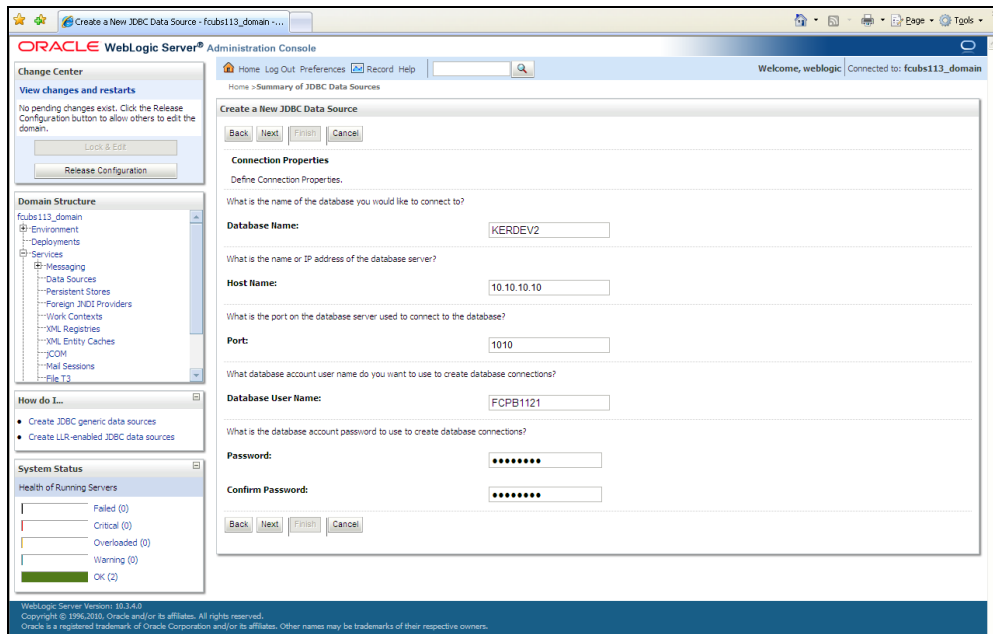 Create a New JDBC Data Source - fcubs113_domain -...
Page
Tools
ORACLE WebLogic Server® Administration Console
Change Center
View changes and restarts
No pending changes exist. Click the Release
Configuration button to allow others to edit the
domain.
Lock & Edit
Release Configuration
Domain Structure
fcubs113_domain
Environment
Deployments
Services
Messaging
Data Sources
Persistent Stores
Foreign JNDI Providers
Work Contexts
XML Registries
XML Entity Caches
jCOM
Mail Sessions
File T3
How do I...
Create JDBC generic data sources
Create LLR-enabled JDBC data sources
System Status
Health of Running Servers
Failed (0)
Critical (0)
Overloaded (0)
Warning (0)
OK (2)
Home Log Out Preferences Record Help
Welcome, weblogic Connected to: fcubs113_domain
Home >Summary of JDBC Data Sources
Create a New JDBC Data Source
Back Next Finish Cancel
Connection Properties
Define Connection Properties.
What is the name of the database you would like to connect to?
Database Name: KERDEV2
What is the name or IP address of the database server?
Host Name: 10.10.10.10
What is the port on the database server used to connect to the database?
Port: 1010
What database account user name do you want to use to create database connections?
Database User Name: FCPB1121
What is the database account password to use to create database connections?
Password: ●●●●●●●●
Confirm Password: ●●●●●●●●
Back Next Finish Cancel
WebLogic Server Version: 10.3.4.0
Copyright © 1996,2010, Oracle and/or its affiliates. All rights reserved.
Oracle is a registered trademark of Oracle Corporation and/or its affiliates. Other names may be trademarks of their respective owners.